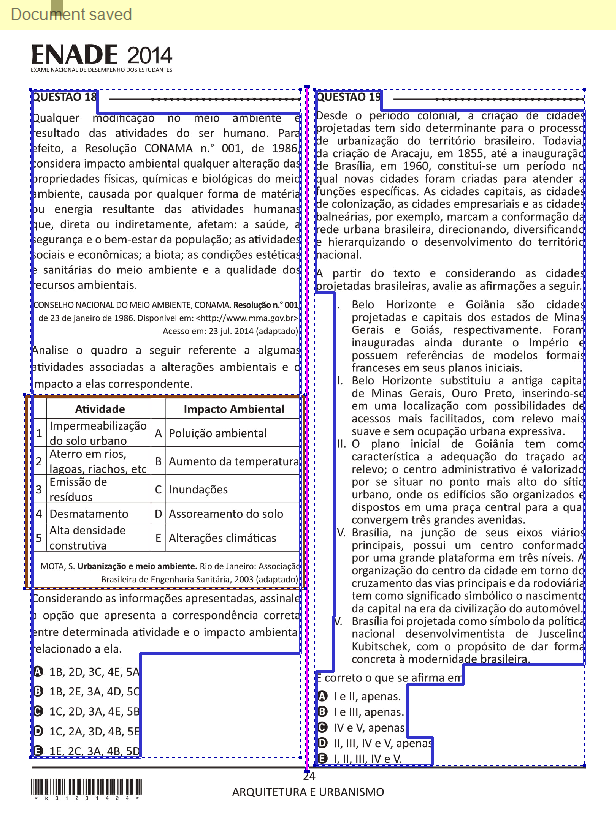 Document saved
ENADE 2014
EXAME NACIONAL DE DESEMPENHO DOS ESTUDANTES
QUESTÃO 18
Qualquer modificação no meio ambiente é
resultado das atividades do ser humano. Para
efeito, a Resolução CONAMA n.° 001, de 1986,
considera impacto ambiental qualquer alteração das
propriedades físicas, químicas e biológicas do meio
ambiente, causada por qualquer forma de matéria
ou energia resultante das atividades humanas
que, direta ou indiretamente, afetam: a saúde, a
segurança e o bem-estar da população; as atividades
sociais e econômicas; a biota; as condições estéticas
e sanitárias do meio ambiente e a qualidade dos
recursos ambientais.
CONSELHO NACIONAL DO MEIO AMBIENTE, CONAMA. Resolução n.° 001,
de 23 de janeiro de 1986. Disponível em: <http://www.mma.gov.br>
Acesso em: 23 jul. 2014 (adaptado)
Analise o quadro a seguir referente a algumas
atividades associadas a alterações ambientais e o
impacto a elas correspondente.
Atividade Impacto Ambiental
1 Impermeabilização do solo urbano A Poluição ambiental
2 Aterro em rios, lagoas, riachos, etc B Aumento da temperatura
3 Emissão de resíduos C Inundações
4 Desmatamento D Assoreamento do solo
5 Alta densidade construtiva E Alterações climáticas
MOTA, S. Urbanização e meio ambiente. Rio de Janeiro: Associação
Brasileira de Engenharia Sanitária, 2003 (adaptado)
Considerando as informações apresentadas, assinale
a opção que apresenta a correspondência correta
entre determinada atividade e o impacto ambiental
relacionado a ela.
A 1B, 2D, 3C, 4E, 5A
B 1B, 2E, 3A, 4D, 5C
C 1C, 2D, 3A, 4E, 5B
D 1C, 2A, 3D, 4B, 5E
E 1E, 2C, 3A, 4B, 5D
QUESTÃO 19
Desde o período colonial, a criação de cidades
projetadas tem sido determinante para o processo
de urbanização do território brasileiro. Todavia,
da criação de Aracaju, em 1855, até a inauguração
de Brasília, em 1960, constitui-se um período no
qual novas cidades foram criadas para atender a
funções específicas. As cidades capitais, as cidades
de colonização, as cidades empresariais e as cidades
balneárias, por exemplo, marcam a conformação da
rede urbana brasileira, direcionando, diversificando
e hierarquizando o desenvolvimento do território
nacional.
A partir do texto e considerando as cidades
projetadas brasileiras, avalie as afirmações a seguir.
I. Belo Horizonte e Goiânia são cidades
projetadas e capitais dos estados de Minas
Gerais e Goiás, respectivamente. Foram
inauguradas ainda durante o Império e
possuem referências de modelos formais
franceses em seus planos iniciais.
II. Belo Horizonte substituiu a antiga capital
de Minas Gerais, Ouro Preto, inserindo-se
em uma localização com possibilidades de
acessos mais facilitados, com relevo mais
suave e sem ocupação urbana expressiva.
III. O plano inicial de Goiânia tem como
característica a adequação do traçado ao
relevo; o centro administrativo é valorizado
por se situar no ponto mais alto do sítio
urbano, onde os edifícios são organizados e
dispostos em uma praça central para a qual
convergem três grandes avenidas.
IV. Brasília, na junção de seus eixos viários
principais, possui um centro conformado
por uma grande plataforma em três níveis. A
organização do centro da cidade em torno do
cruzamento das vias principais e da rodoviária
tem como significado simbólico o nascimento
da capital na era da civilização do automóvel.
V. Brasília foi projetada como símbolo da política
nacional desenvolvimentista de Juscelino
Kubitschek, com o propósito de dar forma
concreta à modernidade brasileira.
É correto o que se afirma em
A I e II, apenas.
B I e III, apenas.
C IV e V, apenas.
D II, III, IV e V, apenas.
E I, II, III, IV e V.
24
ARQUITETURA E URBANISMO